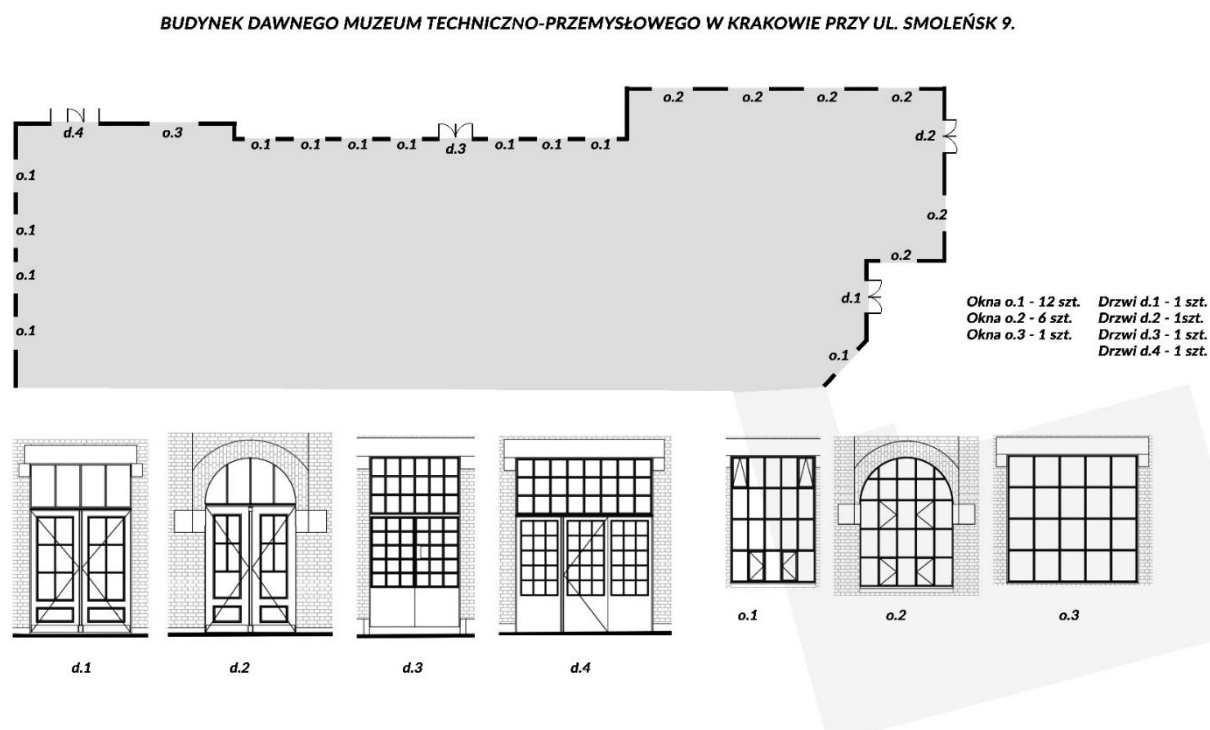 BUDYNEK DAWNEGO MUZEUM TECHNICZNO-PRZEMYSŁOWEGO W KRAKOWIE PRZY UL. SMOLEŃSK 9.
o.2 o.2 o.2 o.2
d.4 o.3 d.2
o.1 o.1 o.1 o.1 d.3 o.1 o.1 o.1
o.1
o.2
o.1
o.2
o.1
d.1
Okna o.1 - 12 szt. Drzwi d.1 - 1 szt.
Okna o.2 - 6 szt. Drzwi d.2 - 1szt.
o.1
Okna o.3 - 1 szt. Drzwi d.3 - 1 szt.
Drzwi d.4 - 1 szt.
o.1
o.1 o.2 o.3
d.1 d.2 d.3 d.4